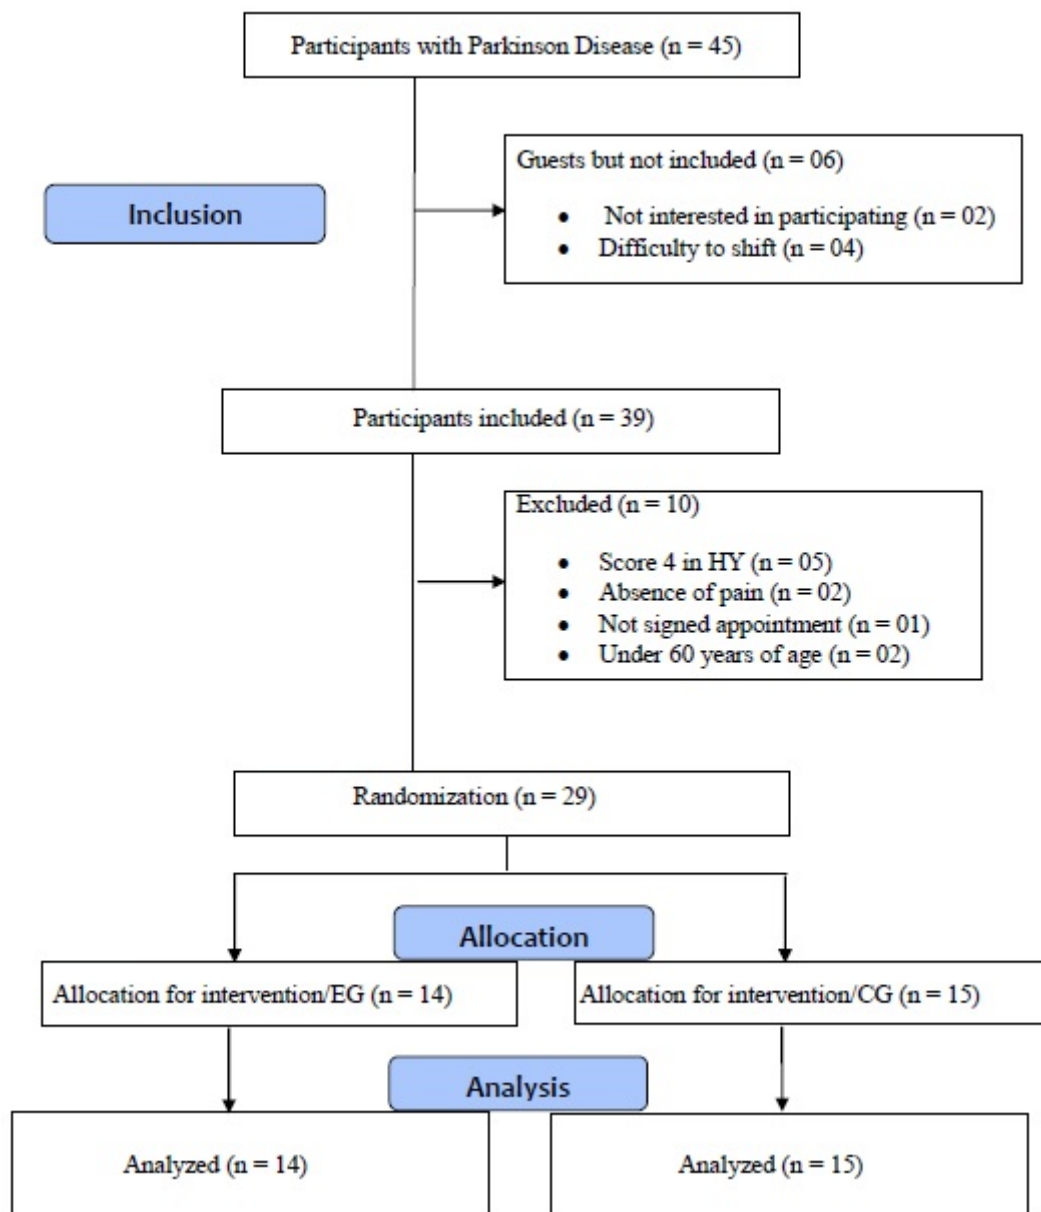 Participants with Parkinson Disease (n = 45)
Guests but not included (n = 06)
• Not interested in participating (n = 02)
• Difficulty to shift (n = 04)
Inclusion
Participants included (n = 39)
Excluded (n = 10)
• Score 4 in HY (n = 05)
• Absence of pain (n = 02)
• Not signed appointment (n = 01)
• Under 60 years of age (n = 02)
Randomization (n = 29)
Allocation
Allocation for intervention/EG (n = 14)
Allocation for intervention/CG (n = 15)
Analysis
Analyzed (n = 14)
Analyzed (n = 15)